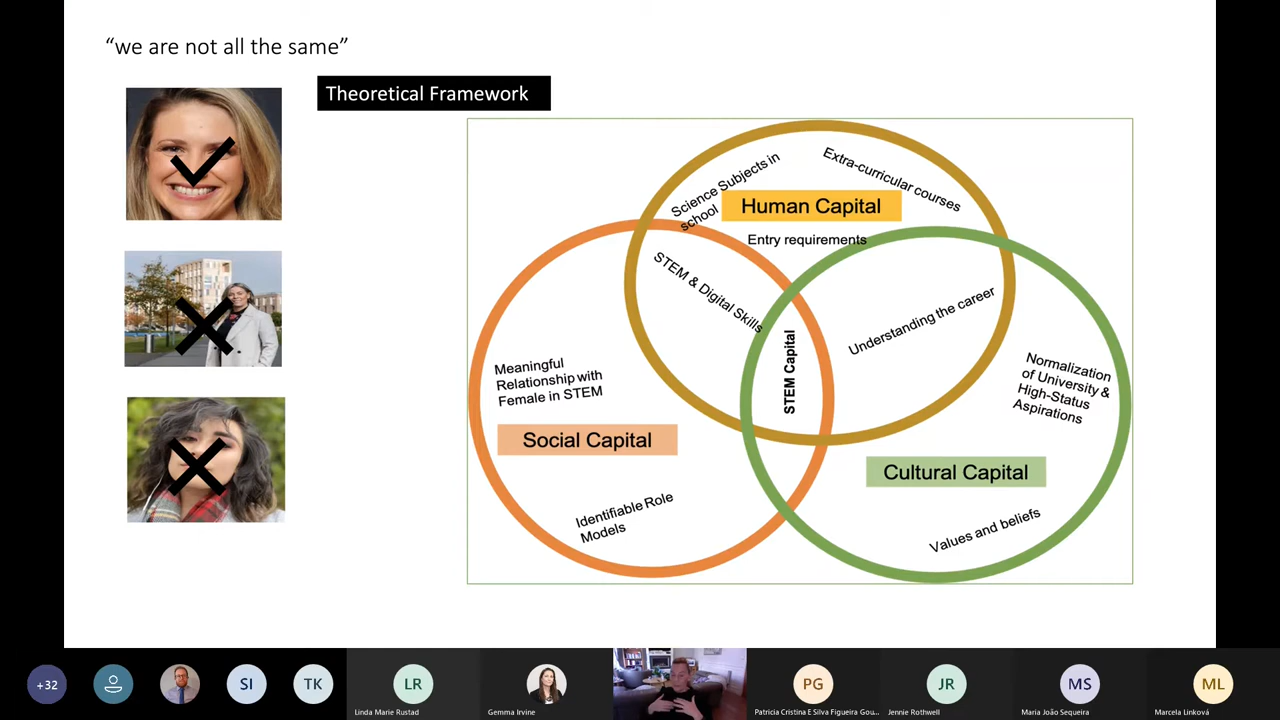 “we are not all the same”
Theoretical Framework
Science Subjects in
school
Extra-curricular courses
Human Capital
Entry requirements
STEM & Digital Skills
Understanding the career
STEM Capital
Meaningful
Relationship with
Female in STEM
Normalization
of University &
High-Status
Aspirations
Social Capital
Cultural Capital
Identifiable Role
Models
Values and beliefs
+32
SI
TK
LR
PG
JR
MS
ML
Linda Marie Rustad
Gemma Irvine
Patricia Cristina E Silva Figueira Gou...
Jennie Rothwell
Maria João Sequeira
Marcela Linková